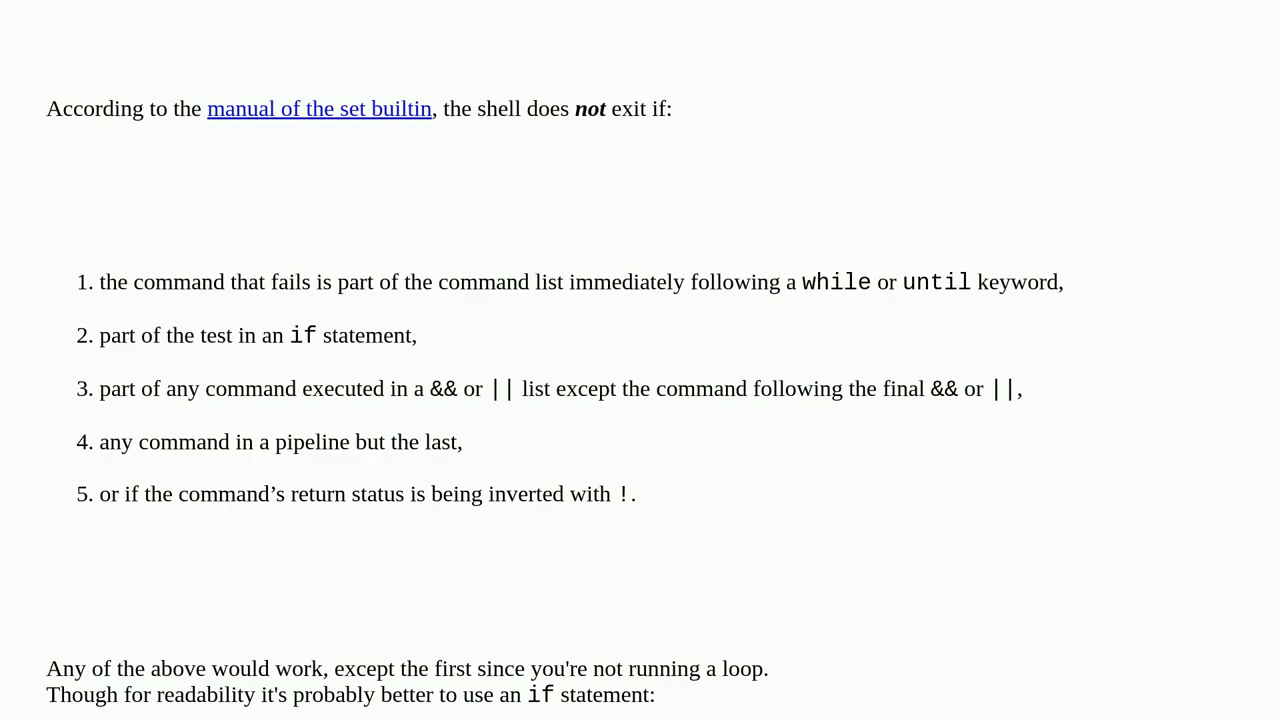 According to the manual of the set builtin, the shell does not exit if:
1. the command that fails is part of the command list immediately following a while or until keyword,
2. part of the test in an if statement,
3. part of any command executed in a && or || list except the command following the final && or ||,
4. any command in a pipeline but the last,
5. or if the command’s return status is being inverted with !.
Any of the above would work, except the first since you're not running a loop.
Though for readability it's probably better to use an if statement: